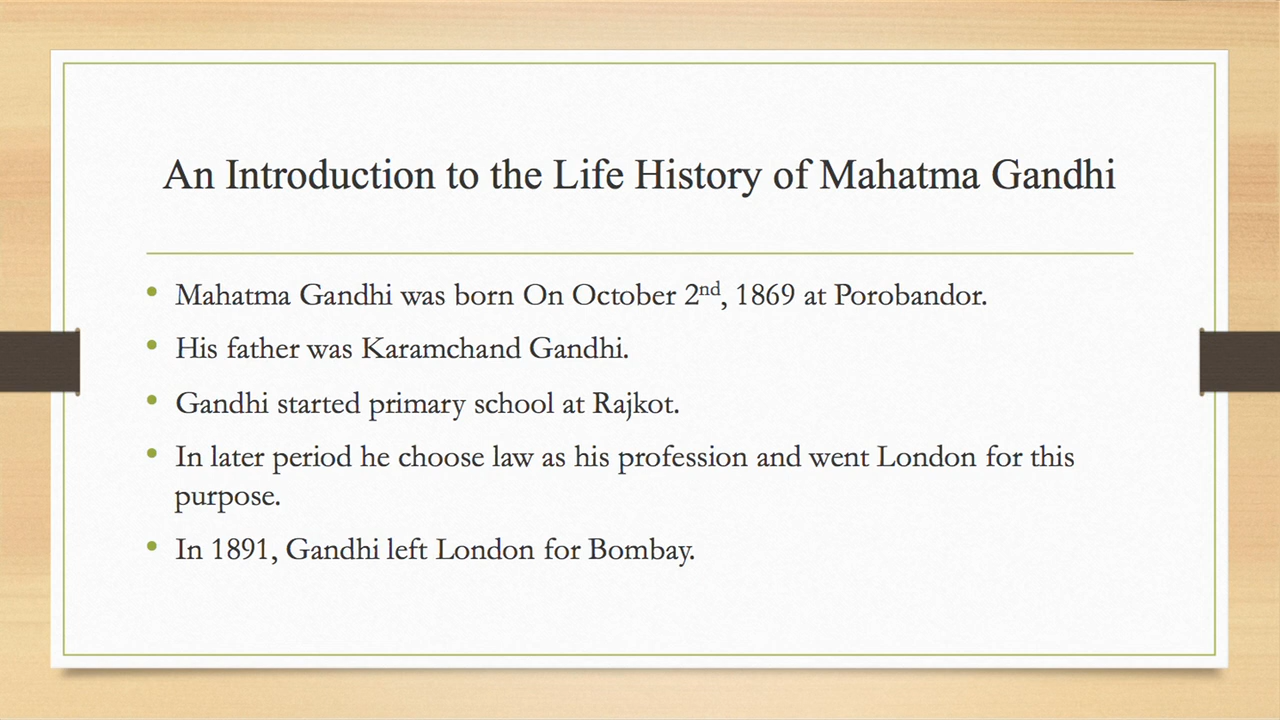 An Introduction to the Life History of Mahatma Gandhi
• Mahatma Gandhi was born On October 2nd, 1869 at Porobandor.
• His father was Karamchand Gandhi.
• Gandhi started primary school at Rajkot.
• In later period he choose law as his profession and went London for this
purpose.
• In 1891, Gandhi left London for Bombay.